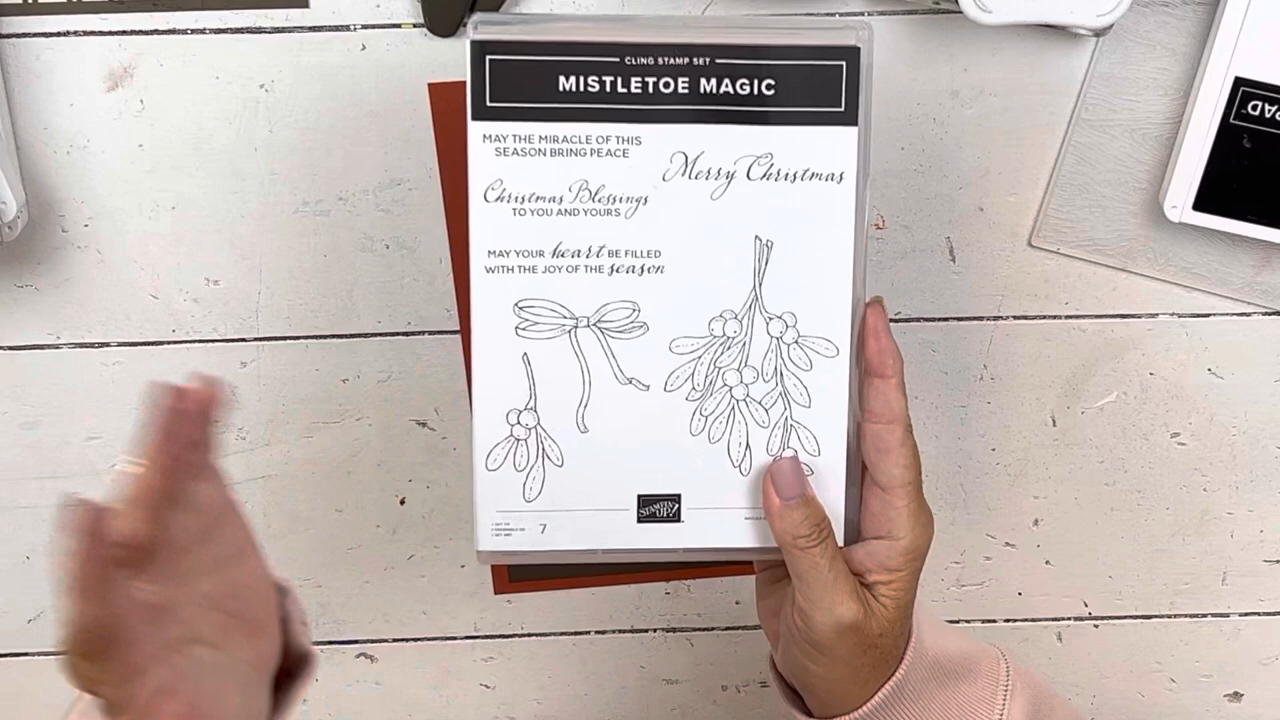 CLING STAMP SET
MISTLETOE MAGIC
MAY THE MIRACLE OF THIS
SEASON BRING PEACE
Merry Christmas
Christmas Blessings
TO YOU AND YOURS
MAY YOUR heart BE FILLED
WITH THE JOY OF THE season
STAMPIN' UP!
7
PAD